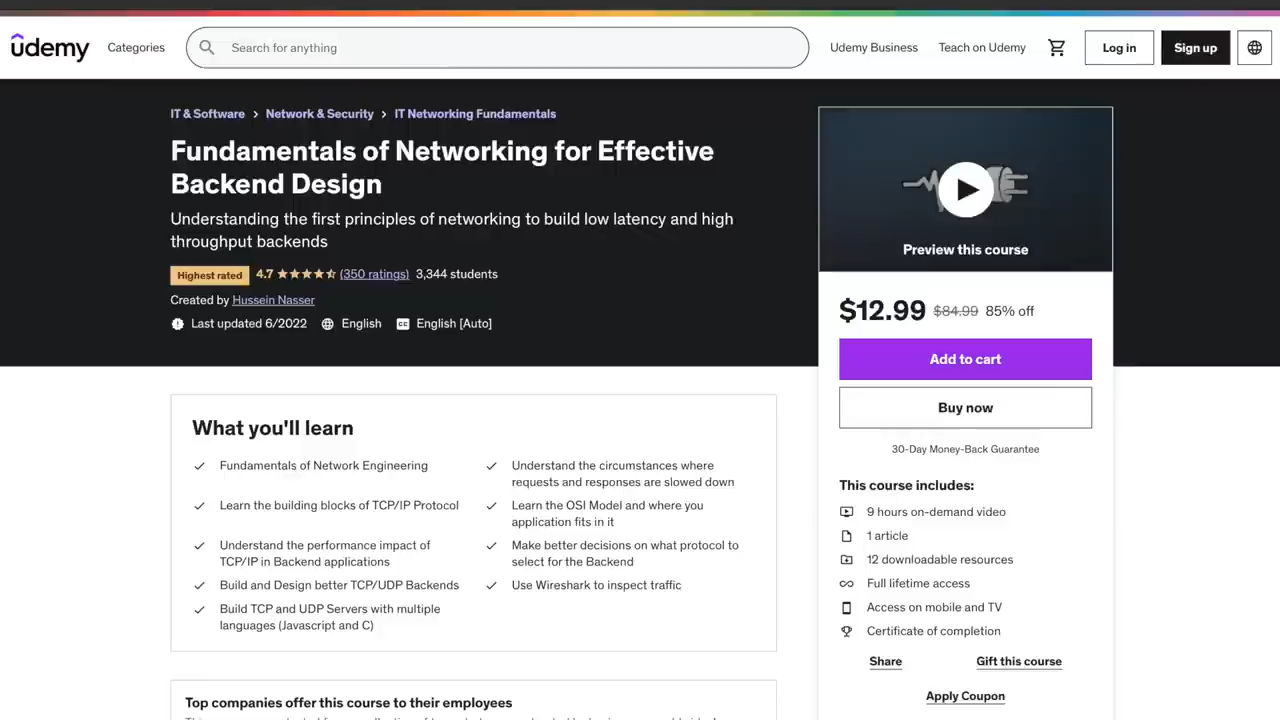 ûdemy
Categories
Search for anything
Udemy Business
Teach on Udemy
Log in
Sign up
IT & Software
Network & Security
IT Networking Fundamentals
Fundamentals of Networking for Effective
Backend Design
Understanding the first principles of networking to build low latency and high
throughput backends
Highest rated
4.7
(350 ratings)
3,344 students
Created by Hussein Nasser
Last updated 6/2022
English
CC
English [Auto]
Preview this course
$12.99 $84.99 85% off
Add to cart
Buy now
30-Day Money-Back Guarantee
This course includes:
9 hours on-demand video
1 article
12 downloadable resources
Full lifetime access
Access on mobile and TV
Certificate of completion
Share
Gift this course
Apply Coupon
What you'll learn
Fundamentals of Network Engineering
Understand the circumstances where
requests and responses are slowed down
Learn the building blocks of TCP/IP Protocol
Learn the OSI Model and where you
application fits in it
Understand the performance impact of
TCP/IP in Backend applications
Make better decisions on what protocol to
select for the Backend
Build and Design better TCP/UDP Backends
Use Wireshark to inspect traffic
Build TCP and UDP Servers with multiple
languages (Javascript and C)
Top companies offer this course to their employees